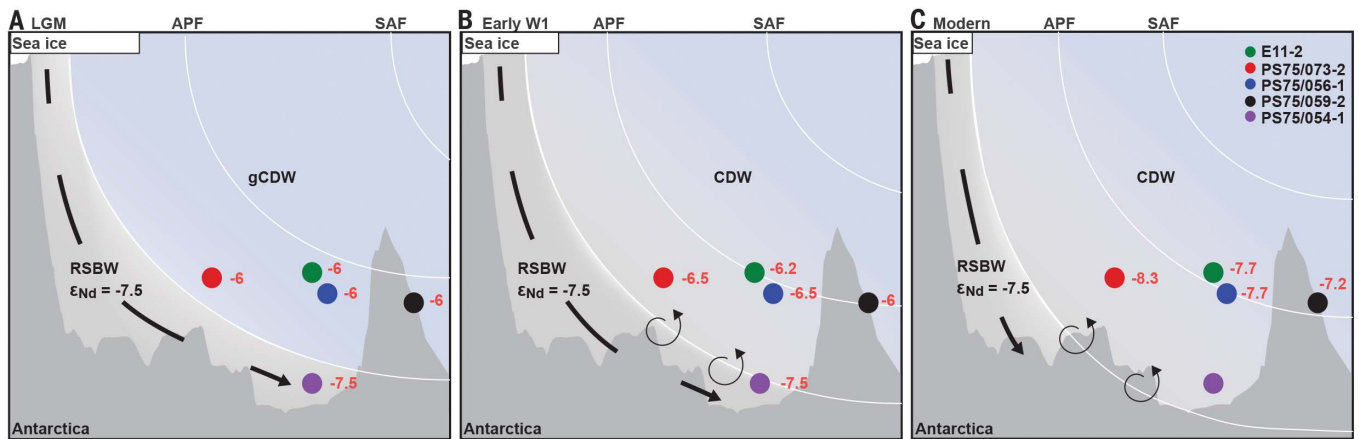 A LGM APF SAF
Sea ice
gCDW
RSBW
εNd = -7.5
-6
-6
-6
-6
-7.5
Antarctica
B Early W1 APF SAF
Sea ice
CDW
RSBW
εNd = -7.5
-6.5
-6.2
-6.5
-6
-7.5
Antarctica
C Modern APF SAF
Sea ice
E11-2
PS75/073-2
PS75/056-1
PS75/059-2
PS75/054-1
CDW
RSBW
εNd = -7.5
-8.3
-7.7
-7.7
-7.2
Antarctica